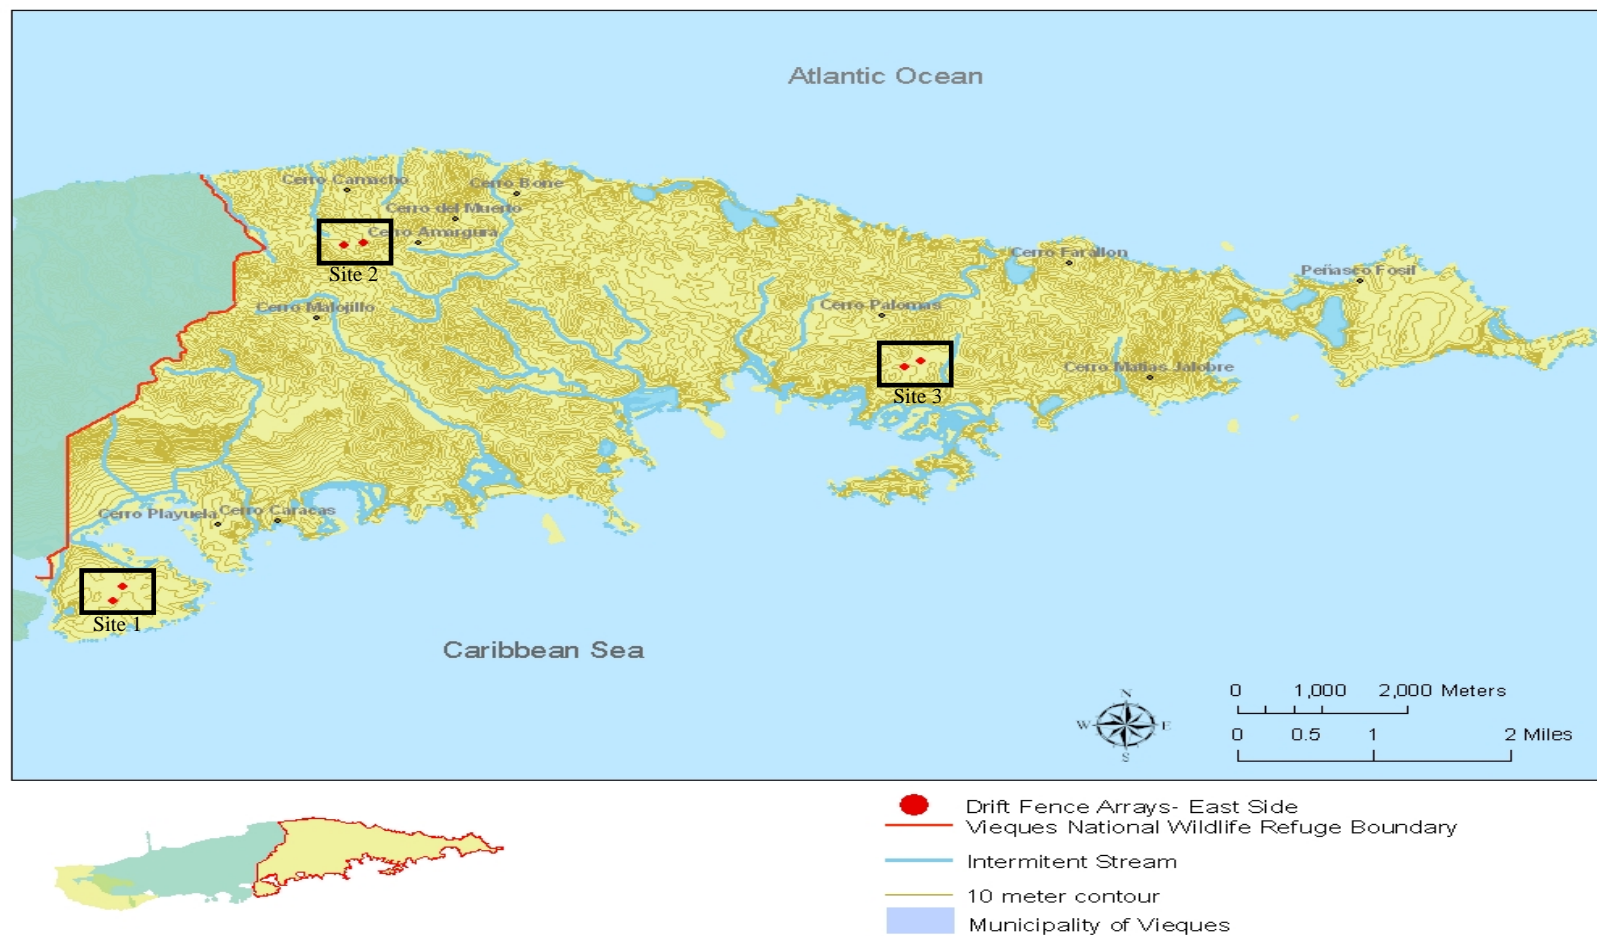 Atlantic Ocean
Cerro Camacho
Cerro Bone
Cerro del Muerto
Cerro Amargura
Site 2
Cerro Farallon
Peñasco Fosil
Cerro Malojillo
Cerro Palomas
Cerro Matias Jalobre
Site 3
Cerro Playuela
Cerro Caracas
Site 1
Caribbean Sea
N
W E
S
0 1,000 2,000 Meters
0 0.5 1 2 Miles
Drift Fence Arrays- East Side
Vieques National Wildlife Refuge Boundary
Intermitent Stream
10 meter contour
Municipality of Vieques